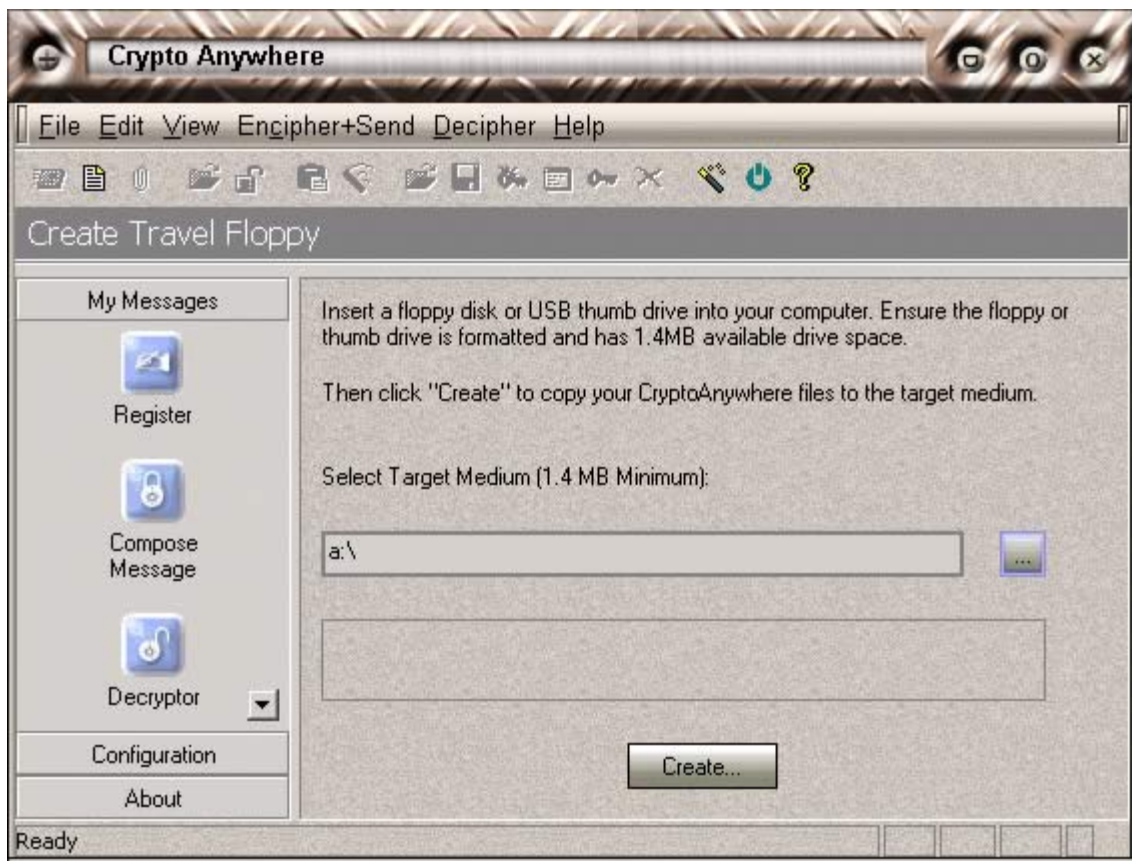 Crypto Anywhere
File Edit View Encipher+Send Decipher Help
Create Travel Floppy
My Messages
Register
Compose
Message
Decryptor
Configuration
About
Insert a floppy disk or USB thumb drive into your computer. Ensure the floppy or
thumb drive is formatted and has 1.4MB available drive space.
Then click "Create" to copy your CryptoAnywhere files to the target medium.
Select Target Medium (1.4 MB Minimum):
a:\
...
Create...
Ready